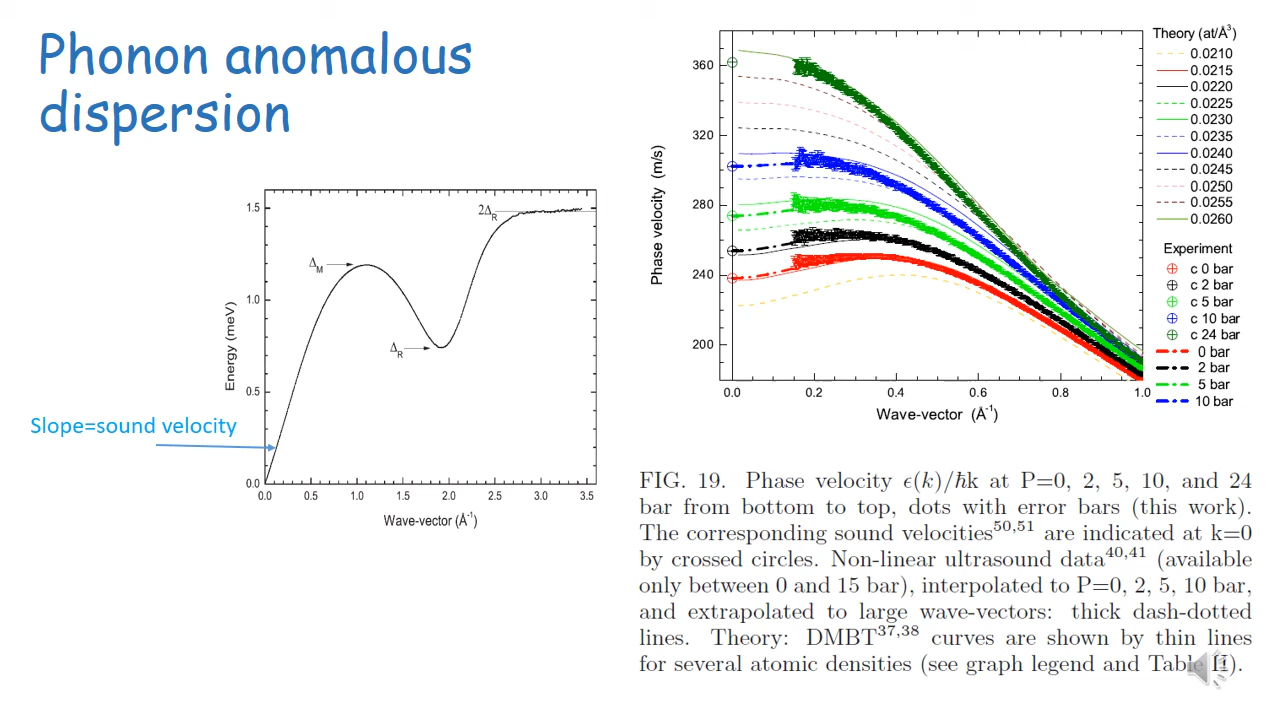 Phonon anomalous
dispersion
1.5
1.0
0.5
0.0
Energy (meV)
Δ_M
Δ_R
2Δ_R
0.0 0.5 1.0 1.5 2.0 2.5 3.0 3.5
Wave-vector (Å⁻¹)
Slope=sound velocity
360
320
280
240
200
Phase velocity (m/s)
0.0 0.2 0.4 0.6 0.8 1.0
Wave-vector (Å⁻¹)
Theory (at/Å³)
0.0210
0.0215
0.0220
0.0225
0.0230
0.0235
0.0240
0.0245
0.0250
0.0255
0.0260
Experiment
c 0 bar
c 2 bar
c 5 bar
c 10 bar
c 24 bar
0 bar
2 bar
5 bar
10 bar
FIG. 19. Phase velocity ϵ(k)/ħk at P=0, 2, 5, 10, and 24
bar from bottom to top, dots with error bars (this work).
The corresponding sound velocities⁵⁰,⁵¹ are indicated at k=0
by crossed circles. Non-linear ultrasound data⁴⁰,⁴¹ (available
only between 0 and 15 bar), interpolated to P=0, 2, 5, 10 bar,
and extrapolated to large wave-vectors: thick dash-dotted
lines. Theory: DMBT³⁷,³⁸ curves are shown by thin lines
for several atomic densities (see graph legend and Table II).